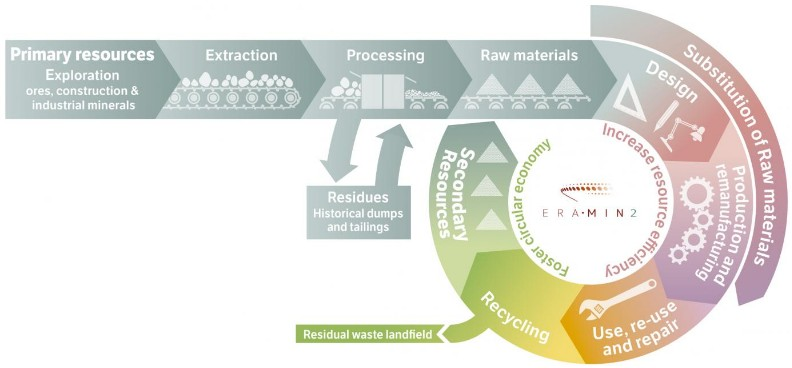 Primary resources
Exploration
ores, construction &
industrial minerals
Extraction
Processing
Raw materials
Residues
Historical dumps
and tailings
Design
Substitution of Raw materials
Production and
remanufacturing
Use, re-use
and repair
Recycling
Residual waste landfield
Secondary
Resources
Foster circular economy
Increase resource efficiency
ERA·MIN2